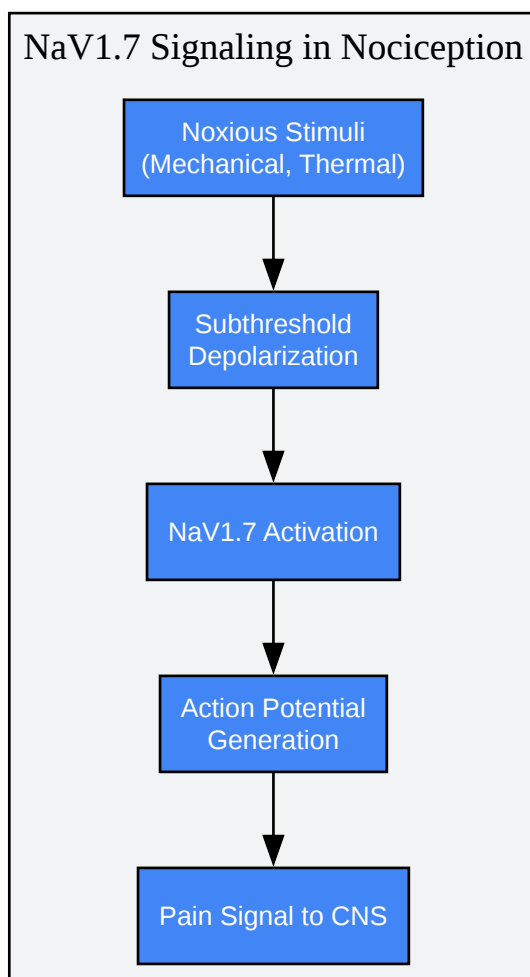 NaV1.7 Signaling in Nociception
Noxious Stimuli
(Mechanical, Thermal)
Subthreshold
Depolarization
NaV1.7 Activation
Action Potential
Generation
Pain Signal to CNS